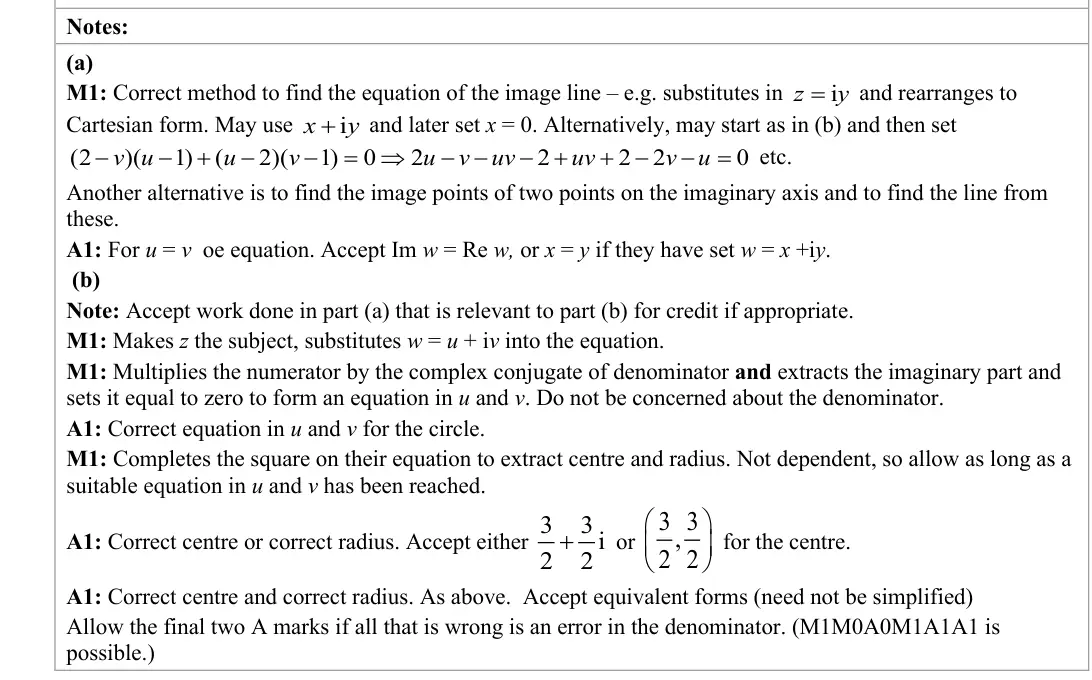 Notes:
(a)
M1: Correct method to find the equation of the image line – e.g. substitutes in z = iy and rearranges to
Cartesian form. May use x + iy and later set x = 0. Alternatively, may start as in (b) and then set
(2 − v)(u − 1) + (u − 2)(v − 1) = 0 ⇒ 2u − v − uv − 2 + uv + 2 − 2v − u = 0 etc.
Another alternative is to find the image points of two points on the imaginary axis and to find the line from
these.
A1: For u = v oe equation. Accept Im w = Re w, or x = y if they have set w = x +iy.
(b)
Note: Accept work done in part (a) that is relevant to part (b) for credit if appropriate.
M1: Makes z the subject, substitutes w = u + iv into the equation.
M1: Multiplies the numerator by the complex conjugate of denominator and extracts the imaginary part and
sets it equal to zero to form an equation in u and v. Do not be concerned about the denominator.
A1: Correct equation in u and v for the circle.
M1: Completes the square on their equation to extract centre and radius. Not dependent, so allow as long as a
suitable equation in u and v has been reached.
A1: Correct centre or correct radius. Accept either 3/2 + 3/2 i or (3/2, 3/2) for the centre.
A1: Correct centre and correct radius. As above. Accept equivalent forms (need not be simplified)
Allow the final two A marks if all that is wrong is an error in the denominator. (M1M0A0M1A1A1 is
possible.)